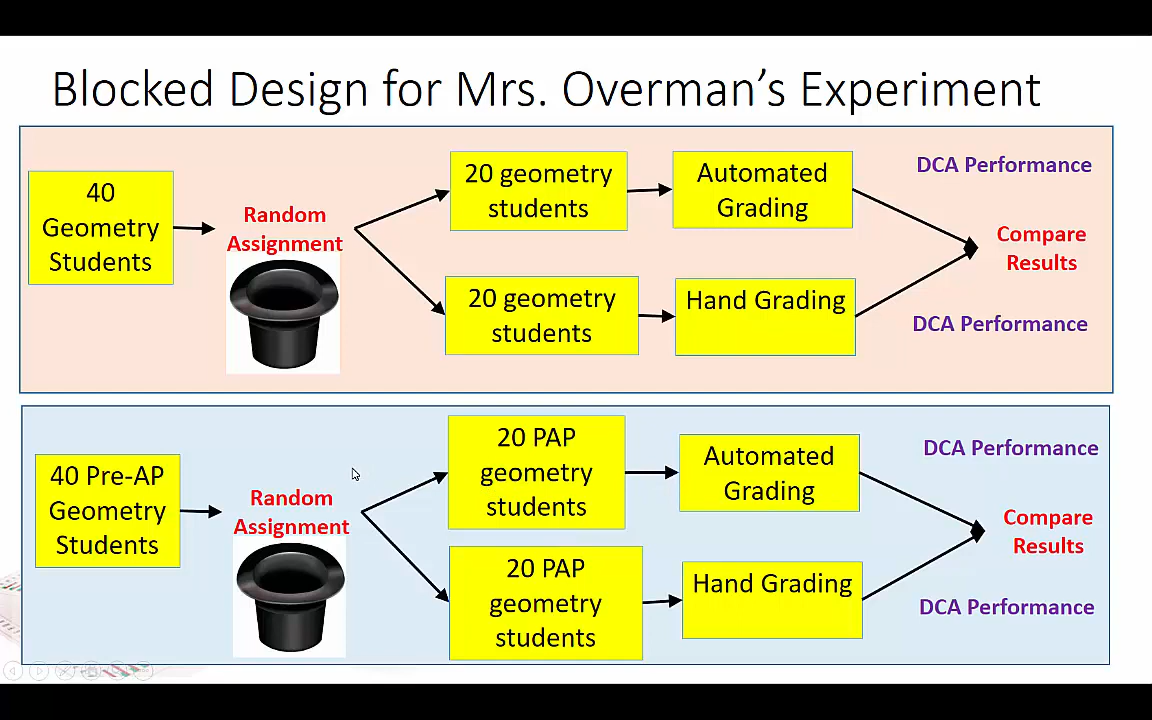 Blocked Design for Mrs. Overman's Experiment
40
Geometry
Students
Random
Assignment
20 geometry
students
Automated
Grading
20 geometry
students
Hand Grading
DCA Performance
Compare
Results
DCA Performance
40 Pre-AP
Geometry
Students
Random
Assignment
20 PAP
geometry
students
Automated
Grading
20 PAP
geometry
students
Hand Grading
DCA Performance
Compare
Results
DCA Performance